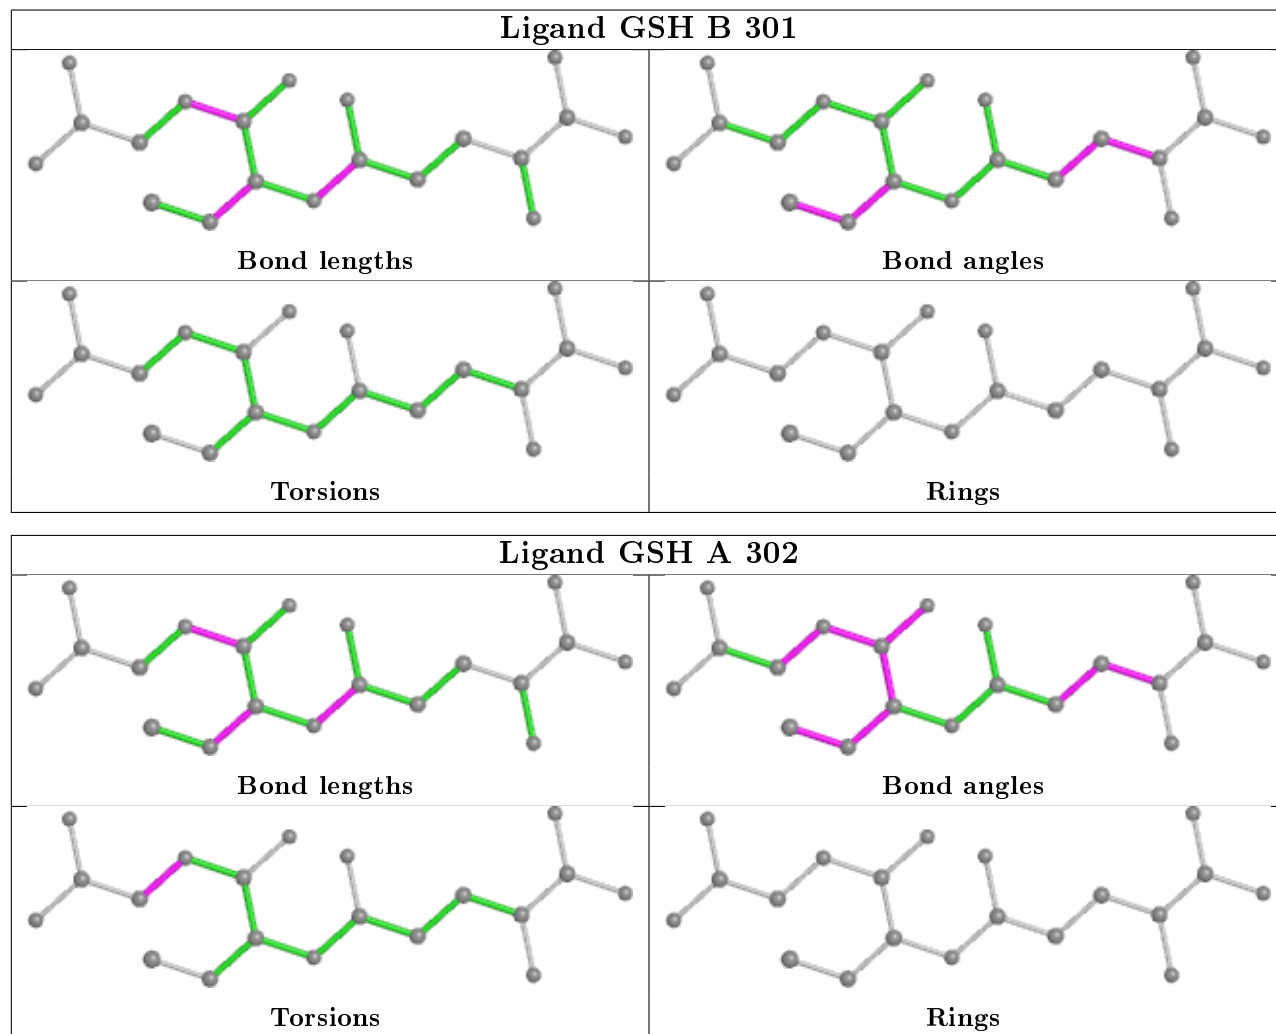 Ligand GSH B 301
Bond lengths
Bond angles
Torsions
Rings
Ligand GSH A 302
Bond lengths
Bond angles
Torsions
Rings